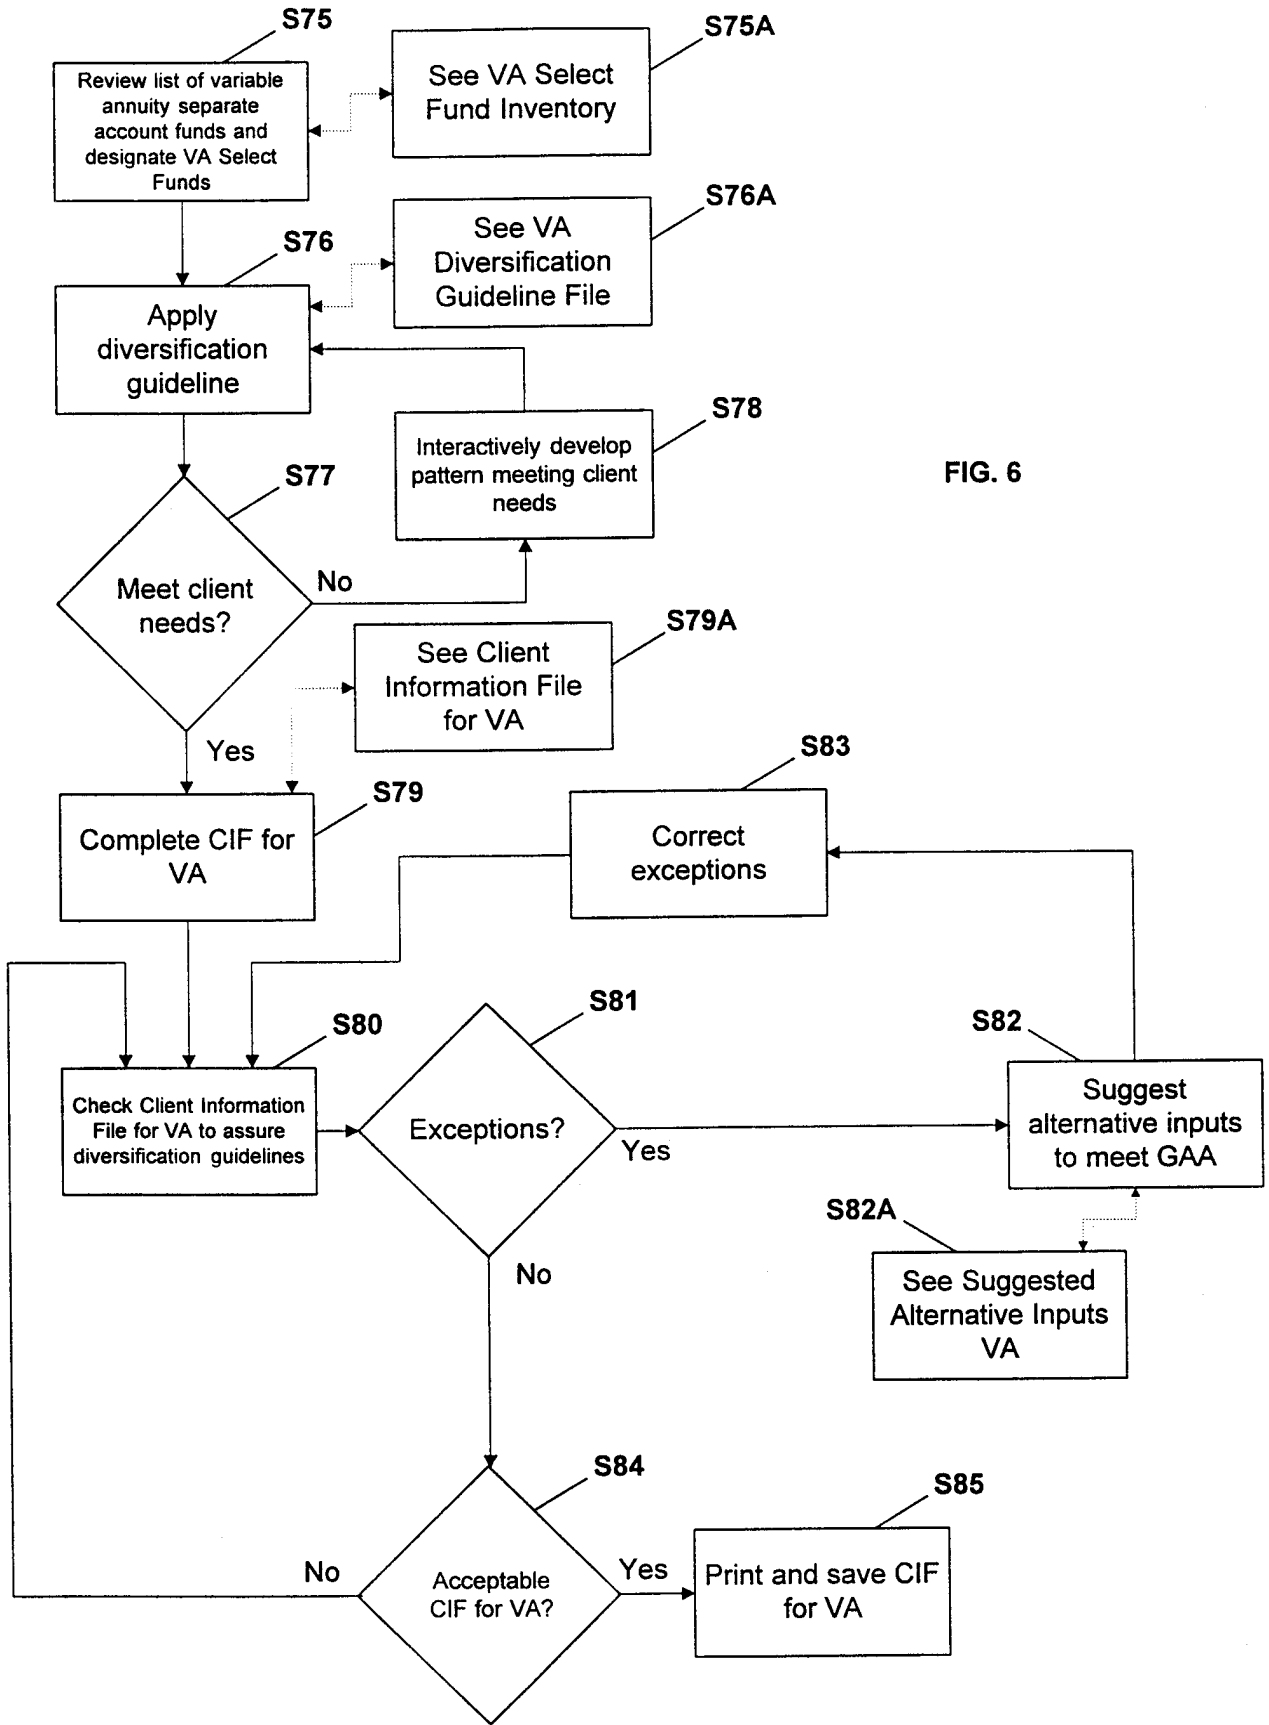 S75
Review list of variable
annuity separate
account funds and
designate VA Select
Funds
S75A
See VA Select
Fund Inventory
S76A
See VA
Diversification
Guideline File
S76
Apply
diversification
guideline
S78
Interactively develop
pattern meeting client
needs
FIG. 6
S77
Meet client
needs?
No
Yes
S79A
See Client
Information File
for VA
S79
Complete CIF for
VA
S83
Correct
exceptions
S80
Check Client Information
File for VA to assure
diversification guidelines
S81
Exceptions?
Yes
No
S82
Suggest
alternative inputs
to meet GAA
S82A
See Suggested
Alternative Inputs
VA
S84
Acceptable
CIF for VA?
No
Yes
S85
Print and save CIF
for VA